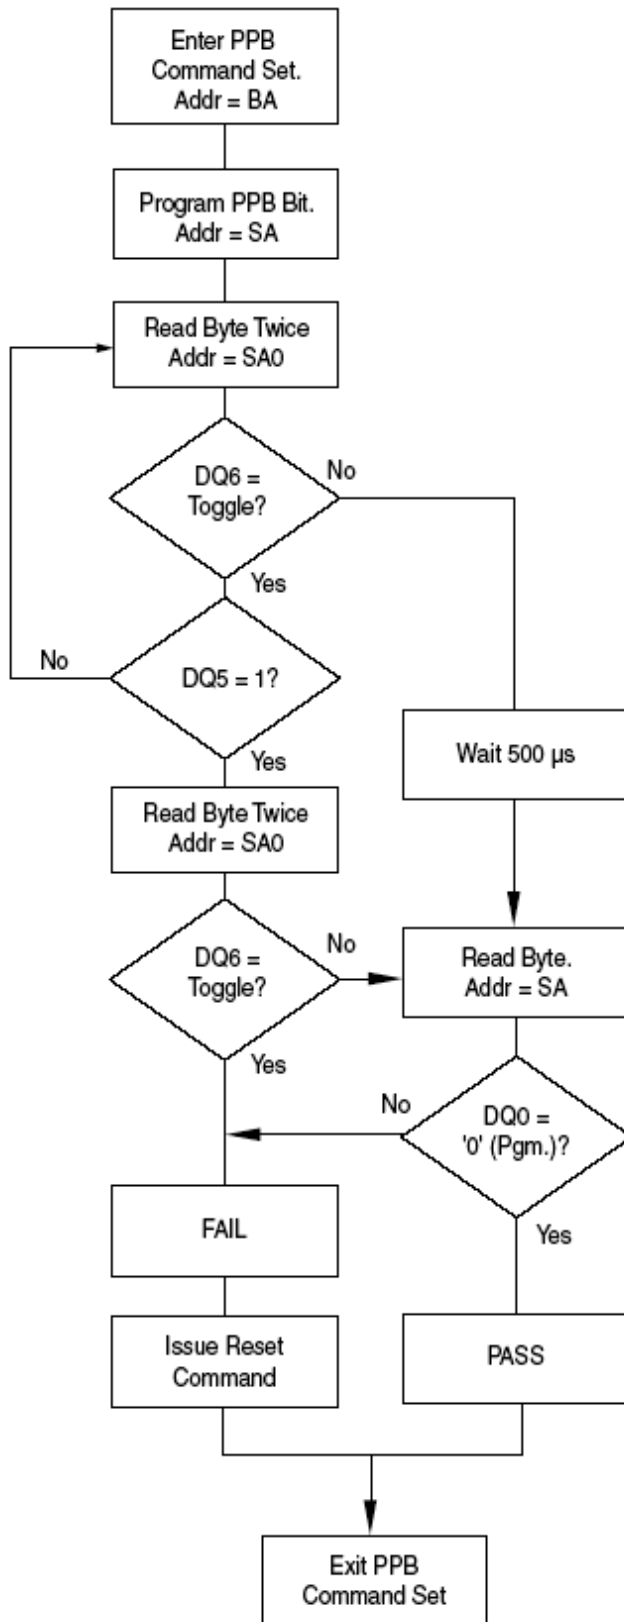 Enter PPB
Command Set.
Addr = BA
Program PPB Bit.
Addr = SA
Read Byte Twice
Addr = SA0
DQ6 =
Toggle?
No
Yes
DQ5 = 1?
No
Yes
Wait 500 µs
Read Byte Twice
Addr = SA0
DQ6 =
Toggle?
No
Yes
Read Byte.
Addr = SA
DQ0 =
'0' (Pgm.)?
No
Yes
FAIL
Issue Reset
Command
PASS
Exit PPB
Command Set